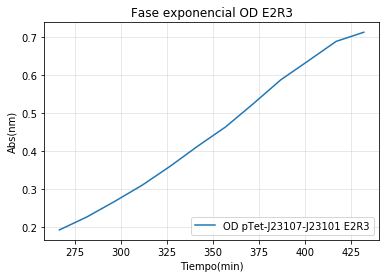 Fase exponencial OD E2R3
0.7
0.6
0.5
0.4
0.3
0.2
Abs(nm)
OD pTet-J23107-J23101 E2R3
275 300 325 350 375 400 425
Tiempo(min)